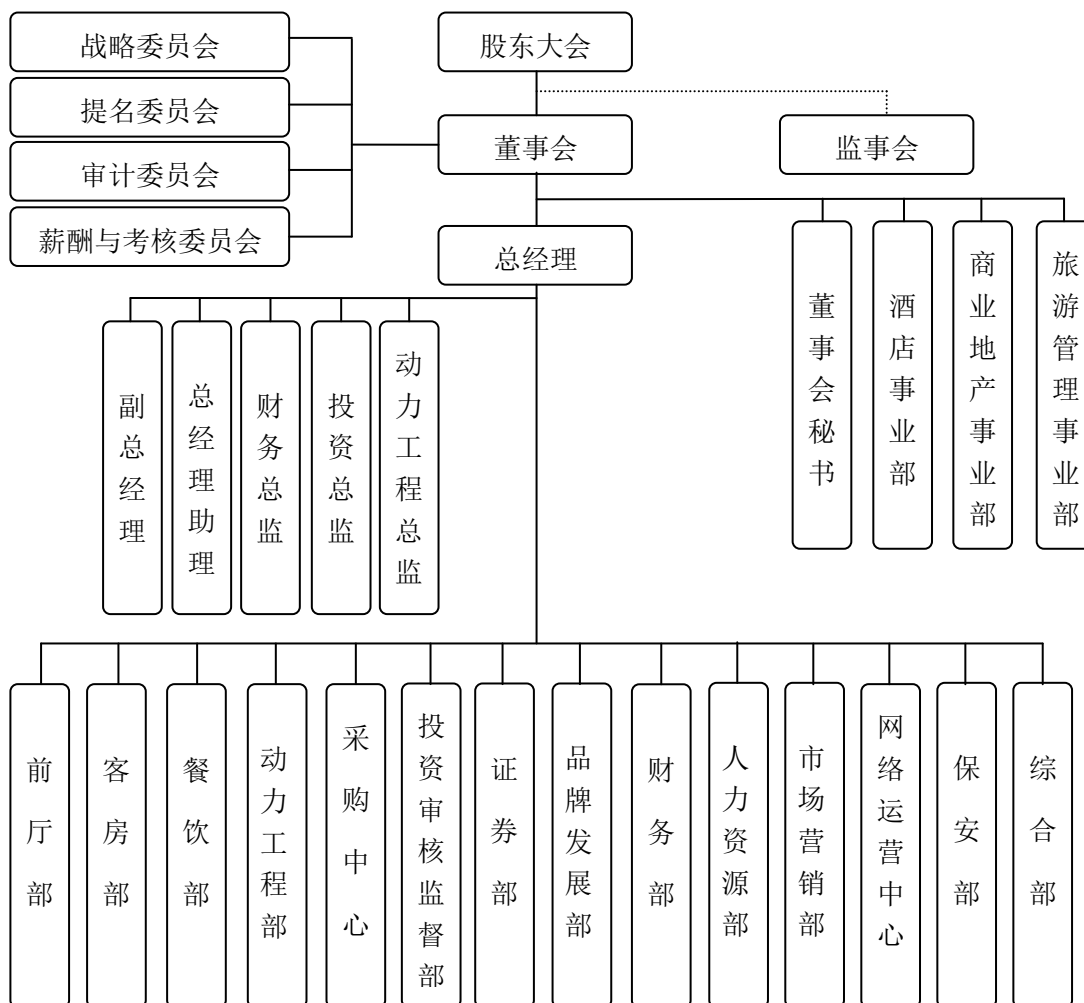 战略委员会
股东大会
提名委员会
董事会
监事会
审计委员会
薪酬与考核委员会
总经理
董事会秘书
酒店事业部
商业地产事业部
旅游管理事业部
副总经理
总经理助理
财务总监
投资总监
动力工程总监
前厅部
客房部
餐饮部
动力工程部
采购中心
投资审核监督部
证券部
品牌发展部
财务部
人力资源部
市场营销部
网络运营中心
保安部
综合部